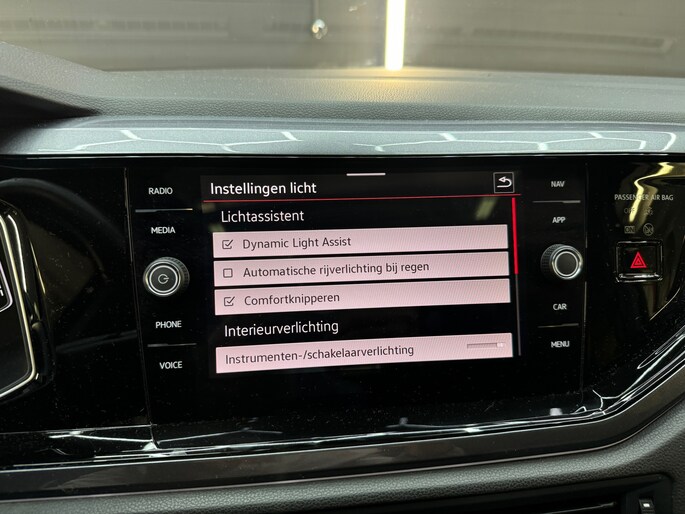 RADIO
MEDIA
PHONE
VOICE
Instellingen licht
Lichtassistent
Dynamic Light Assist
Automatische rijverlichting bij regen
Comfortknipperen
Interieurverlichting
Instrumenten-/schakelaarverlichting
NAV
APP
CAR
MENU
PASSENGER AIR BAG